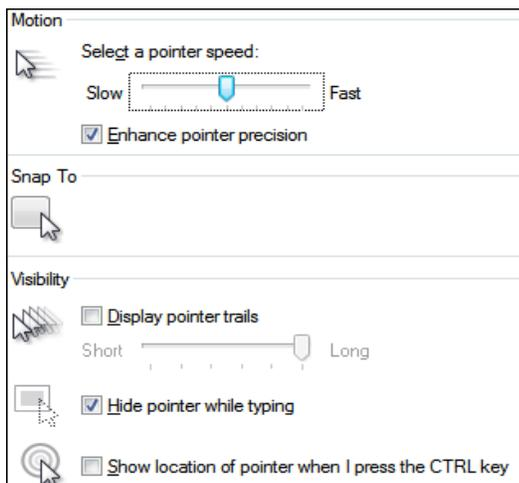 Motion
Select a pointer speed:
Slow Fast
Enhance pointer precision
Snap To
Visibility
Display pointer trails
Short Long
Hide pointer while typing
Show location of pointer when I press the CTRL key